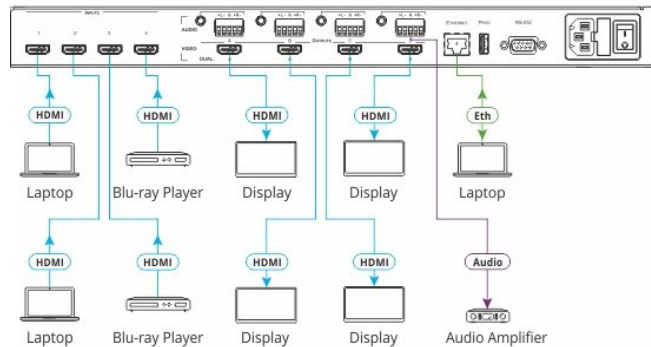 INPUTS
1 2 3 4
AUDIO
+L- G +R-
+L- G +R-
+L- G +R-
+L- G +R-
ETHERNET
PROG
RS-232
VIDEO
OUTPUTS
DUAL:
HDMI
HDMI
HDMI
HDMI
Eth
Laptop
Blu-ray Player
Display
Display
Laptop
HDMI
HDMI
HDMI
HDMI
Audio
Laptop
Blu-ray Player
Display
Display
Audio Amplifier